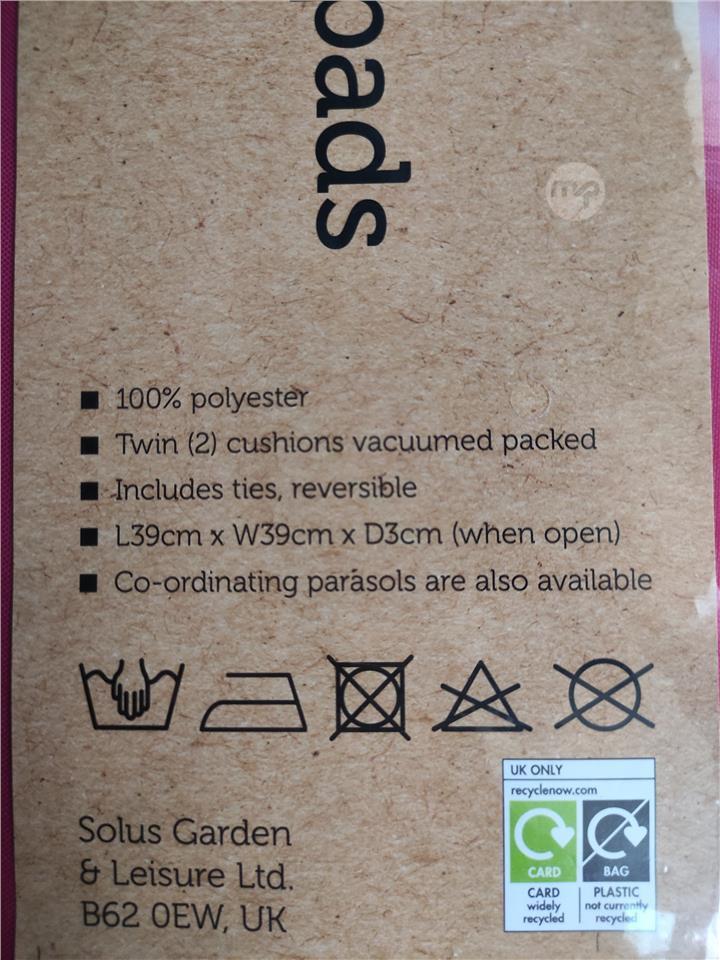 pads
mp
100% polyester
Twin (2) cushions vacuumed packed
Includes ties, reversible
L39cm x W39cm x D3cm (when open)
Co-ordinating parasols are also available
Solus Garden
& Leisure Ltd.
B62 0EW, UK
UK ONLY
recyclenow.com
CARD BAG
CARD PLASTIC
widely not currently
recycled recycled